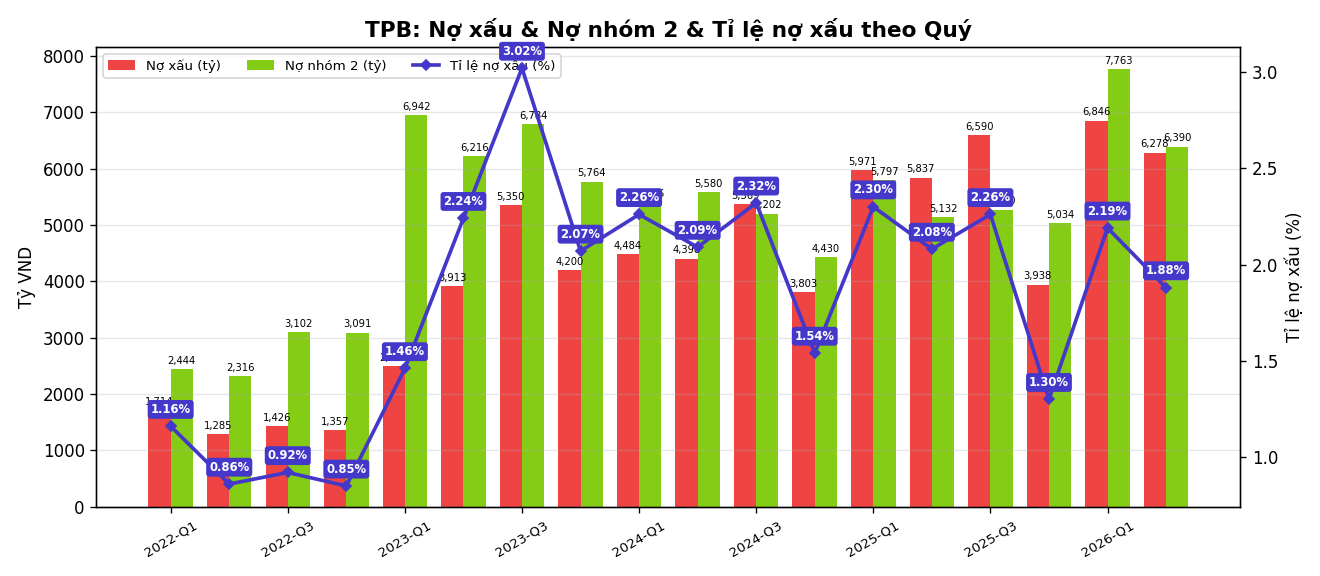 TPB: Nợ xấu & Nợ nhóm 2 & Tỉ lệ nợ xấu theo Quý
Nợ xấu (tỷ) Nợ nhóm 2 (tỷ) Tỉ lệ nợ xấu (%)
Tỷ VND
8000
7000
6000
5000
4000
3000
2000
1000
0
3.0
2.5
2.0
1.5
1.0
Tỉ lệ nợ xấu (%)
1,714 2,444 1.16%
1,285 2,316 0.86%
1,426 3,102 0.92%
1,357 3,091 0.85%
6,942 1.46%
3,913 6,216 2.24%
5,350 6,784 3.02%
4,200 5,764 2.07%
4,484 2.26%
5,580 2.09%
2.32%
3,803 4,430 1.54%
5,971 5,797 2.30%
5,837 5,132 2.08%
6,590 2.26%
3,938 5,034 1.30%
6,846 7,763 2.19%
6,278 6,390 1.88%
2022-Q1 2022-Q3 2023-Q1 2023-Q3 2024-Q1 2024-Q3 2025-Q1 2025-Q3 2026-Q1